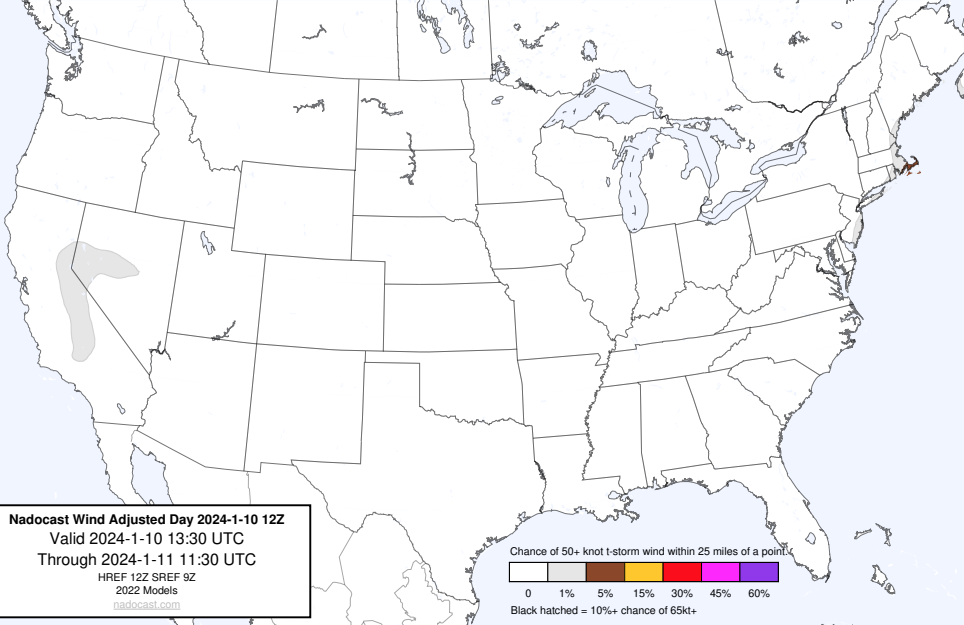 Nadocast Wind Adjusted Day 2024-1-10 12Z
Valid 2024-1-10 13:30 UTC
Through 2024-1-11 11:30 UTC
HREF 12Z SREF 9Z
2022 Models
nadocast.com
Chance of 50+ knot t-storm wind within 25 miles of a point.
0 1% 5% 15% 30% 45% 60%
Black hatched = 10%+ chance of 65kt+